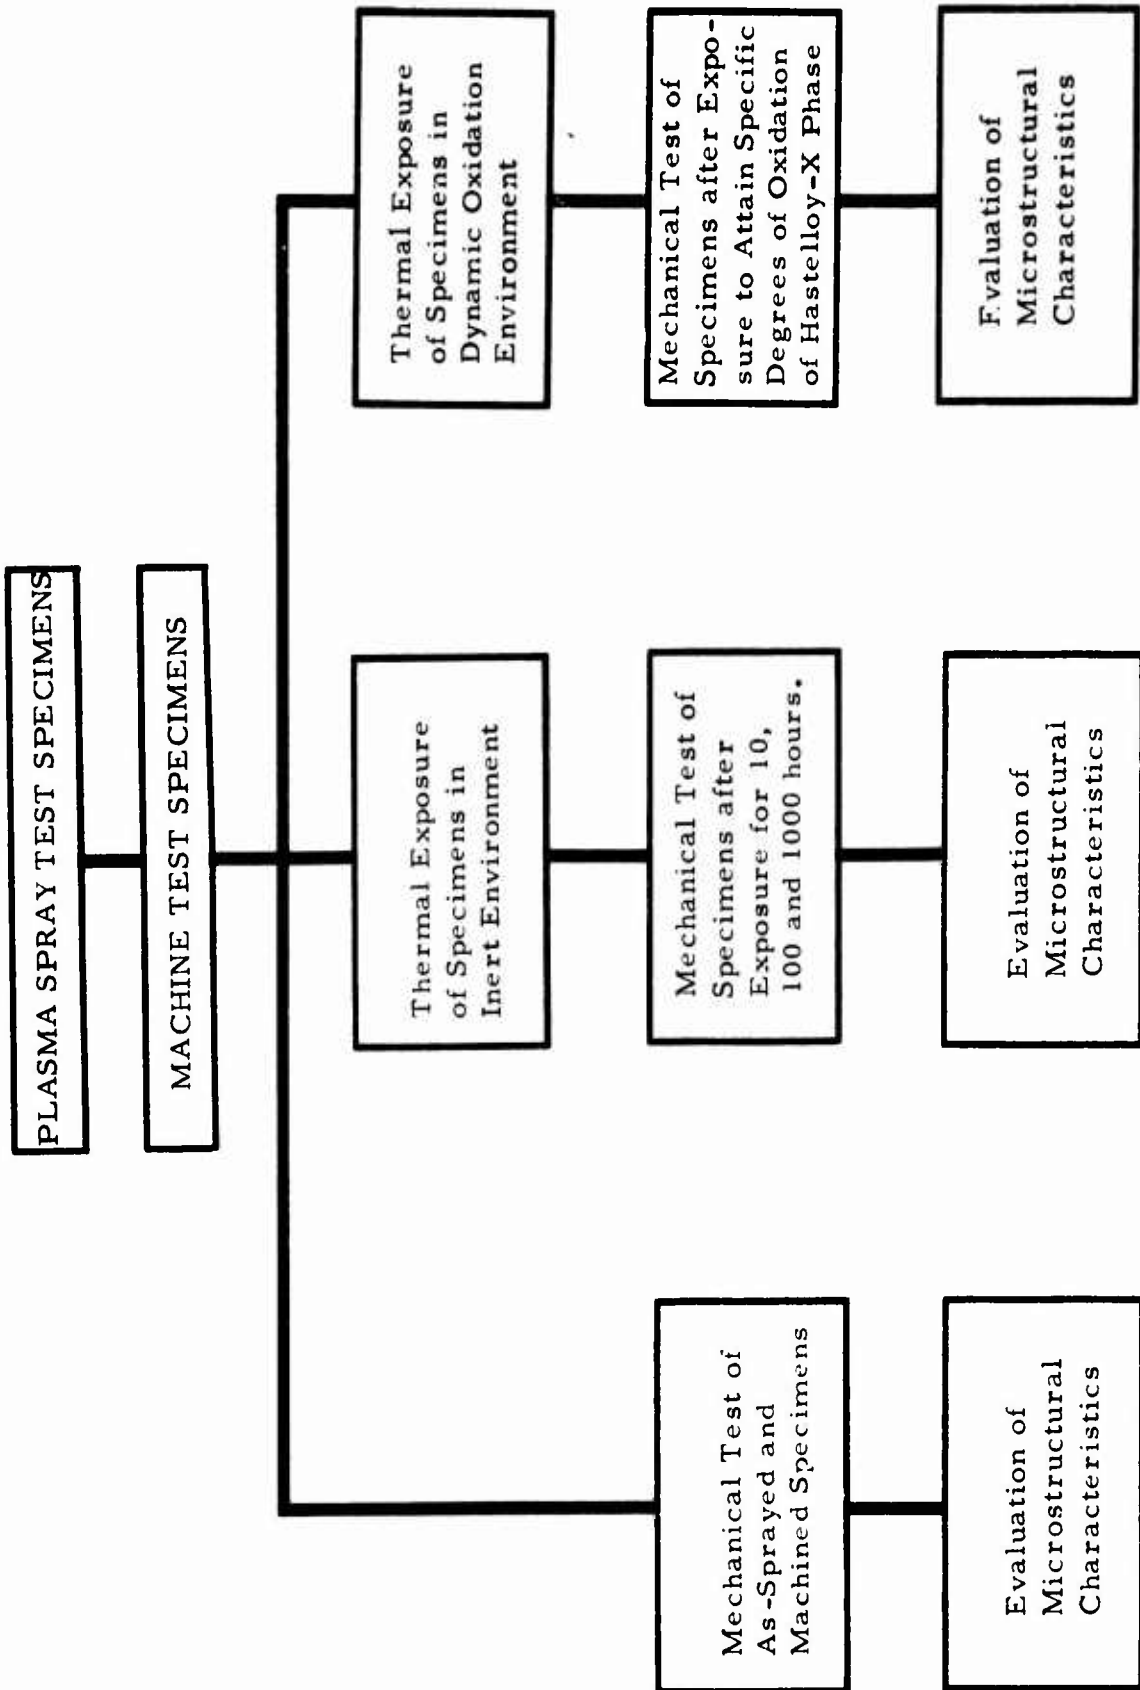 PLASMA SPRAY TEST SPECIMENS
MACHINE TEST SPECIMENS
Mechanical Test of
As-Sprayed and
Machined Specimens
Evaluation of
Microstructural
Characteristics
Thermal Exposure
of Specimens in
Inert Environment
Mechanical Test of
Specimens after
Exposure for 10,
100 and 1000 hours.
Evaluation of
Microstructural
Characteristics
Thermal Exposure
of Specimens in
Dynamic Oxidation
Environment
Mechanical Test of
Specimens after Expo-
sure to Attain Specific
Degrees of Oxidation
of Hastelloy-X Phase
Evaluation of
Microstructural
Characteristics